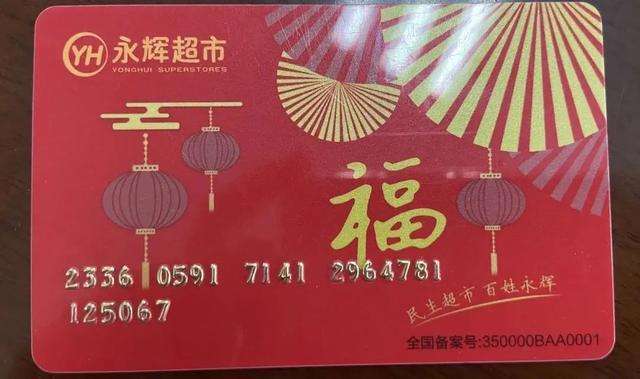 YH 永辉超市
YONGHUI SUPERSTORES
福
2336 0591 7141 2964781
125067
民生超市 百姓永辉
全国备案号:350000BAA0001